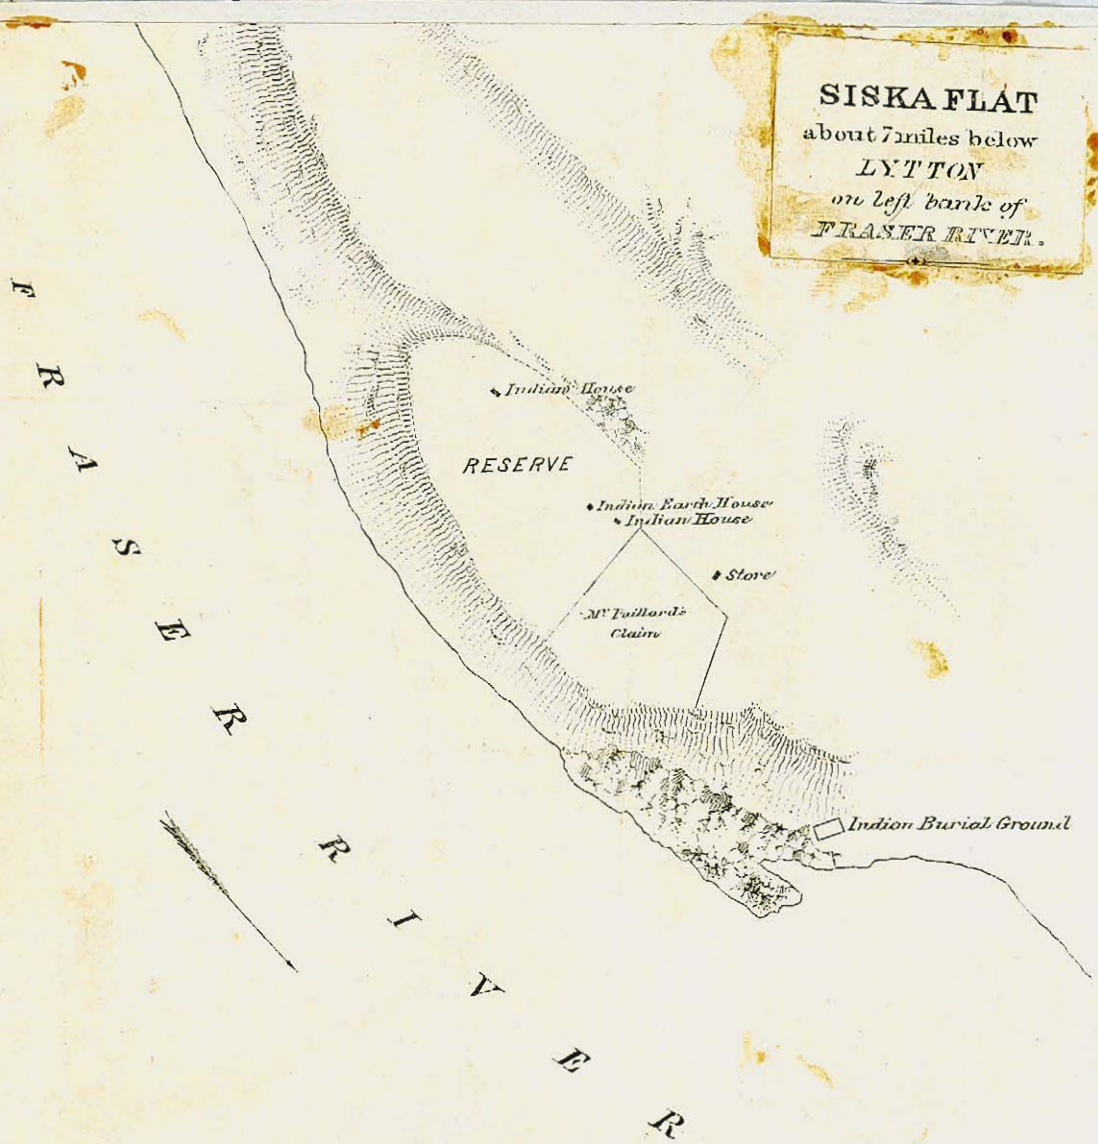 SISKA FLAT
about 7 miles below
LYTTON
on left bank of
FRASER RIVER.
Indian House
RESERVE
Indian Earth House
Indian House
Store
Mr
Claim
Indian Burial Ground
FRASER RIVER